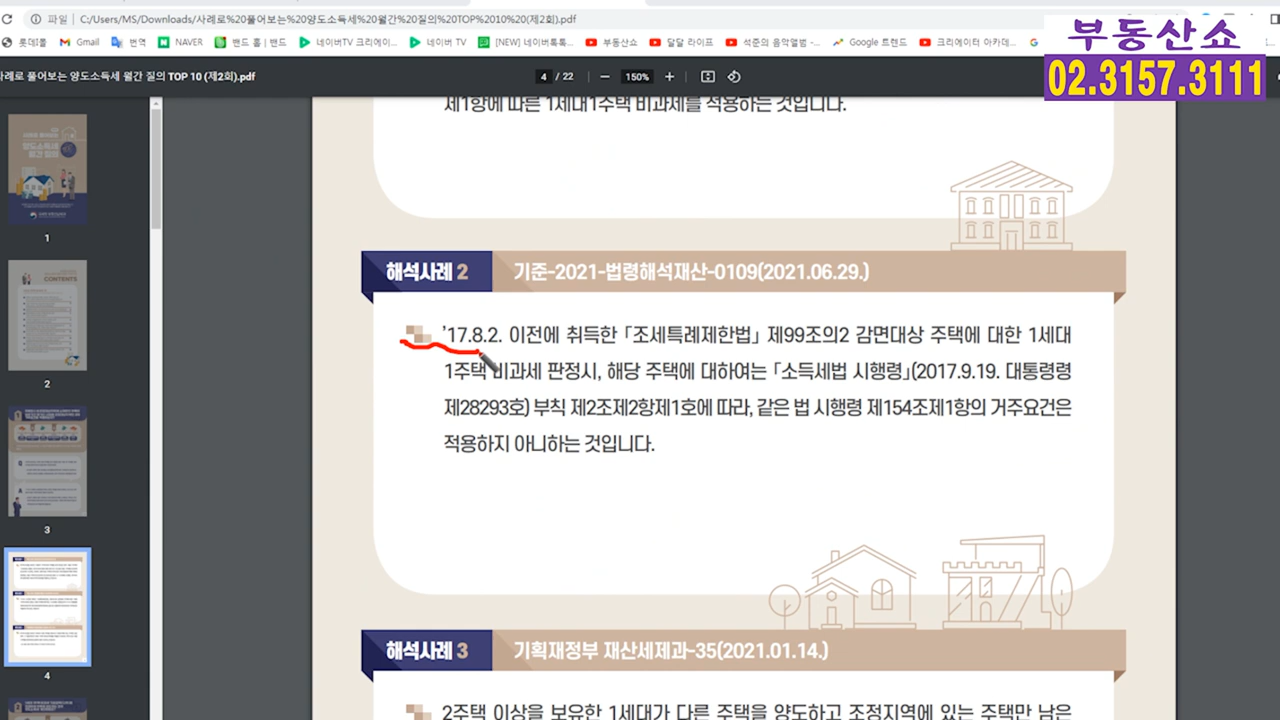 파일 | C:/Users/MS/Downloads/사례로%20풀어보는%20양도소득세%20월간%20질의%20TOP%2010%20(제2회).pdf
롯데I몰 Gmail 번역 NAVER 밴드 홈 | 밴드 네이버TV 크리에이... 네이버 TV [NEW] 네이버톡톡... 부동산쇼 달달 라이프 석준의 음악앨범 -... Google 트렌드 크리에이터 아카데...
부동산쇼
02.3157.3111
사례로 풀어보는 양도소득세 월간 질의 TOP 10 (제2회).pdf
4 / 22 — 150% +
제1항에 따른 1세대1주택 비과세를 적용하는 것입니다.
1
CONTENTS
2
3
4
해석사례 2 기준-2021-법령해석재산-0109(2021.06.29.)
’17.8.2. 이전에 취득한 「조세특례제한법」 제99조의2 감면대상 주택에 대한 1세대
1주택 비과세 판정시, 해당 주택에 대하여는 「소득세법 시행령」(2017.9.19. 대통령령
제28293호) 부칙 제2조제2항제1호에 따라, 같은 법 시행령 제154조제1항의 거주요건은
적용하지 아니하는 것입니다.
해석사례 3 기획재정부 재산세제과-35(2021.01.14.)
2주택 이상을 보유한 1세대가 다른 주택을 양도하고 조정지역에 있는 주택만 남은